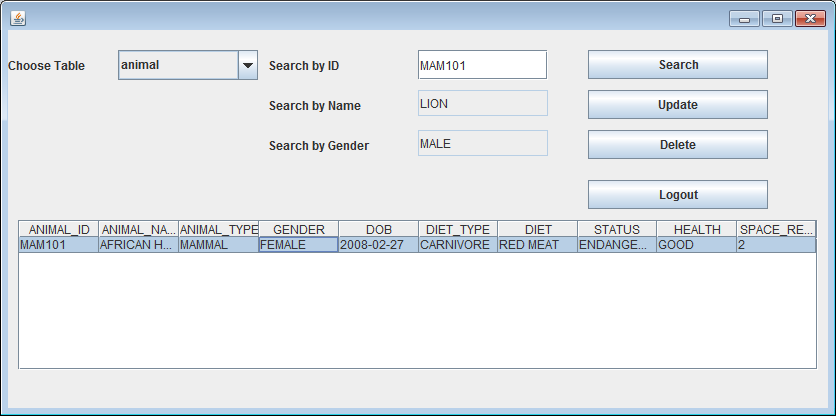 Choose Table animal Search by ID MAM101 Search
Search by Name LION Update
Search by Gender MALE Delete
Logout
ANIMAL_ID ANIMAL_NA... ANIMAL_TYPE GENDER DOB DIET_TYPE DIET STATUS HEALTH SPACE_RE...
MAM101 AFRICAN H... MAMMAL FEMALE 2008-02-27 CARNIVORE RED MEAT ENDANGE... GOOD 2